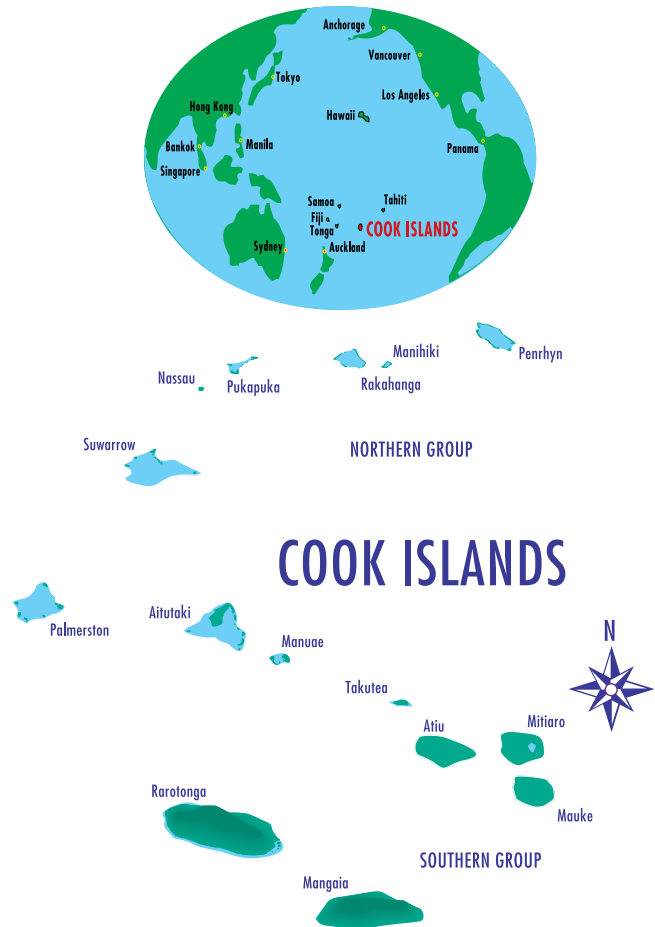 Anchorage
Vancouver
Tokyo
Los Angeles
Hong Kong
Hawaii
Bankok
Manila
Panama
Singapore
Samoa
Tahiti
Fiji
Tonga
COOK ISLANDS
Sydney
Auckland
Manihiki
Penrhyn
Nassau
Pukapuka
Rakahanga
Suwarrow
NORTHERN GROUP
COOK ISLANDS
Aitutaki
Palmerston
N
Manuae
Takutea
Atiu
Mitiaro
Rarotonga
Mauke
SOUTHERN GROUP
Mangaia